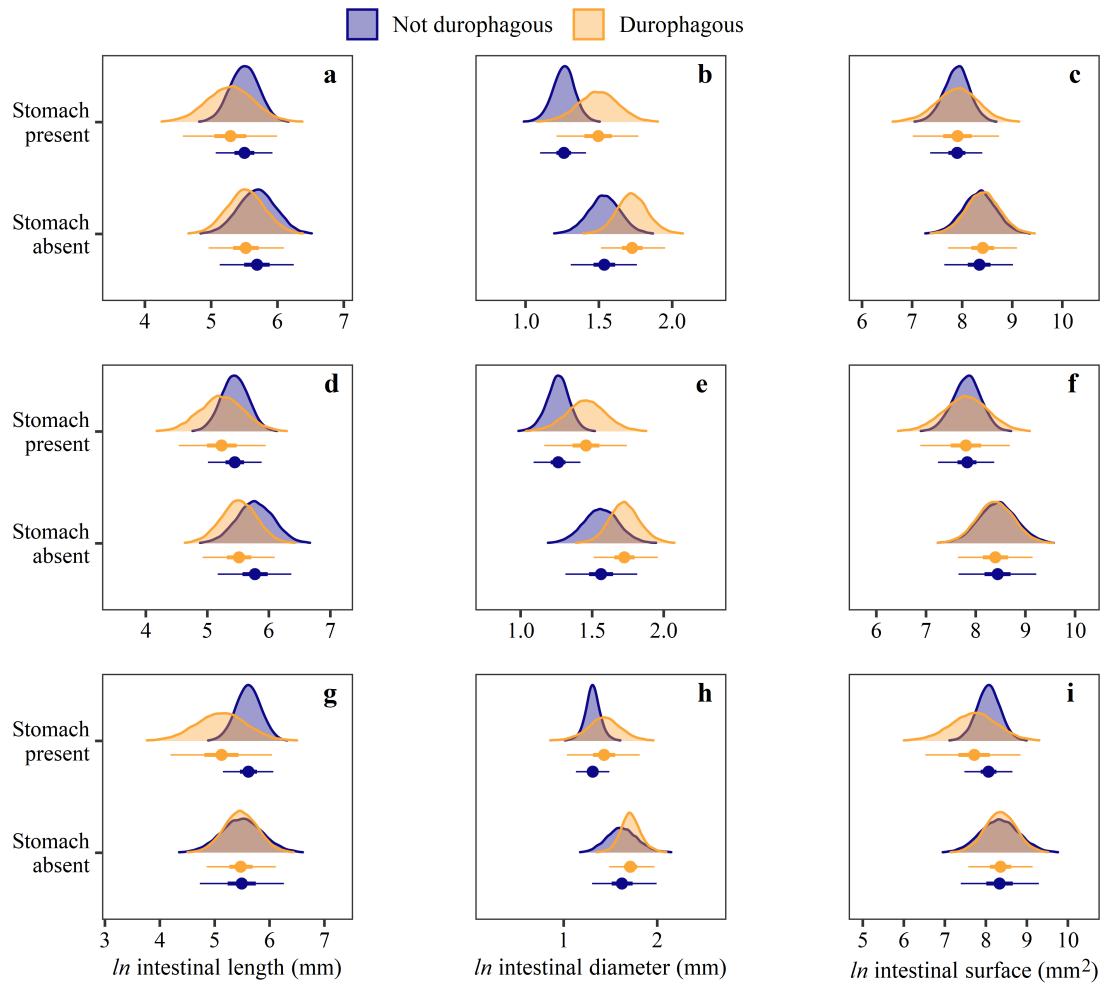 Not durophagous Durophagous
a b c
Stomach
present
Stomach
absent
4 5 6 7 1.0 1.5 2.0 6 7 8 9 10
d e f
Stomach
present
Stomach
absent
4 5 6 7 1.0 1.5 2.0 6 7 8 9 10
g h i
Stomach
present
Stomach
absent
3 4 5 6 7 1 2 5 6 7 8 9 10
ln intestinal length (mm) ln intestinal diameter (mm) ln intestinal surface (mm²)